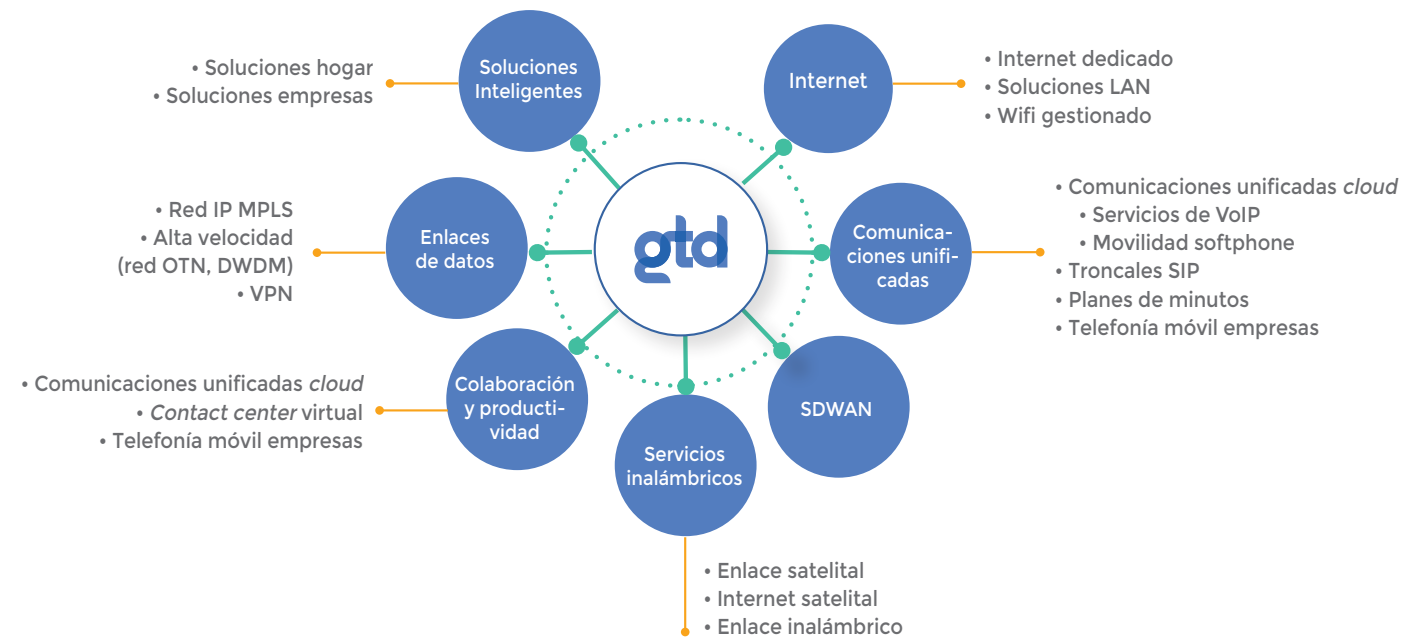 • Soluciones hogar
• Soluciones empresas
Soluciones
Inteligentes
Internet
• Internet dedicado
• Soluciones LAN
• Wifi gestionado
• Red IP MPLS
• Alta velocidad
(red OTN, DWDM)
• VPN
Enlaces
de datos
gtd
Comunica-
ciones unifi-
cadas
• Comunicaciones unificadas cloud
• Servicios de VoIP
• Movilidad softphone
• Troncales SIP
• Planes de minutos
• Telefonía móvil empresas
• Comunicaciones unificadas cloud
• Contact center virtual
• Telefonía móvil empresas
Colaboración
y producti-
vidad
Servicios
inalámbricos
SDWAN
• Enlace satelital
• Internet satelital
• Enlace inalámbrico